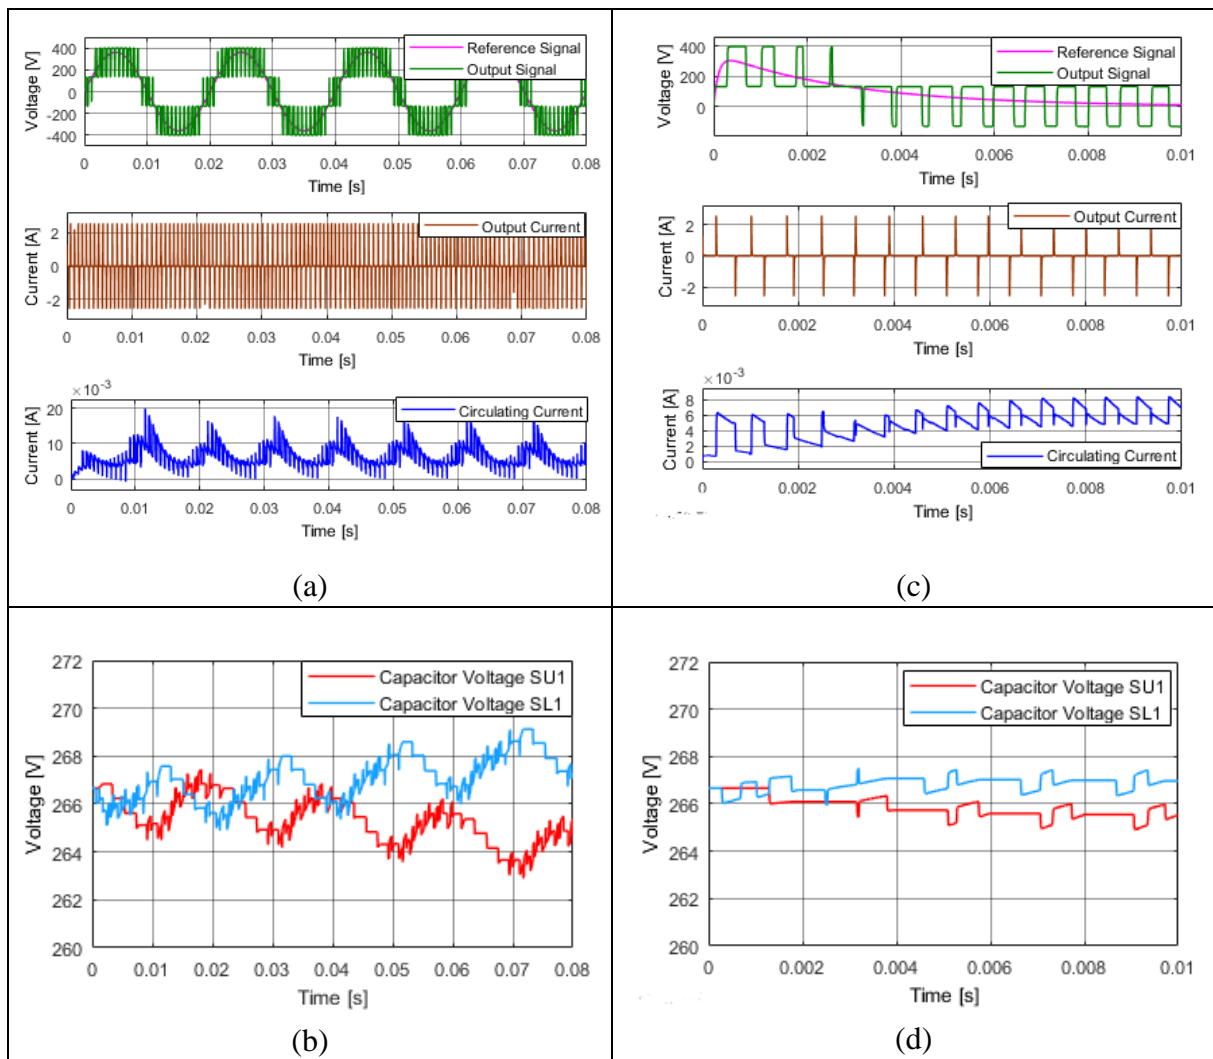 Voltage [V]
400
200
0
-200
-400
Reference Signal
Output Signal
0 0.01 0.02 0.03 0.04 0.05 0.06 0.07 0.08
Time [s]
Current [A]
2
0
-2
Output Current
0 0.01 0.02 0.03 0.04 0.05 0.06 0.07 0.08
Time [s]
×10⁻³
Current [A]
20
10
0
Circulating Current
0 0.01 0.02 0.03 0.04 0.05 0.06 0.07 0.08
Time [s]
(a)
Voltage [V]
400
200
0
Reference Signal
Output Signal
0 0.002 0.004 0.006 0.008 0.01
Time [s]
Current [A]
2
0
-2
Output Current
0 0.002 0.004 0.006 0.008 0.01
Time [s]
×10⁻³
Current [A]
8
6
4
2
0
Circulating Current
0 0.002 0.004 0.006 0.008 0.01
Time [s]
(c)
Voltage [V]
272
270
268
266
264
262
260
Capacitor Voltage SU1
Capacitor Voltage SL1
0 0.01 0.02 0.03 0.04 0.05 0.06 0.07 0.08
Time [s]
(b)
Voltage [V]
272
270
268
266
264
262
260
Capacitor Voltage SU1
Capacitor Voltage SL1
0 0.002 0.004 0.006 0.008 0.01
Time [s]
(d)